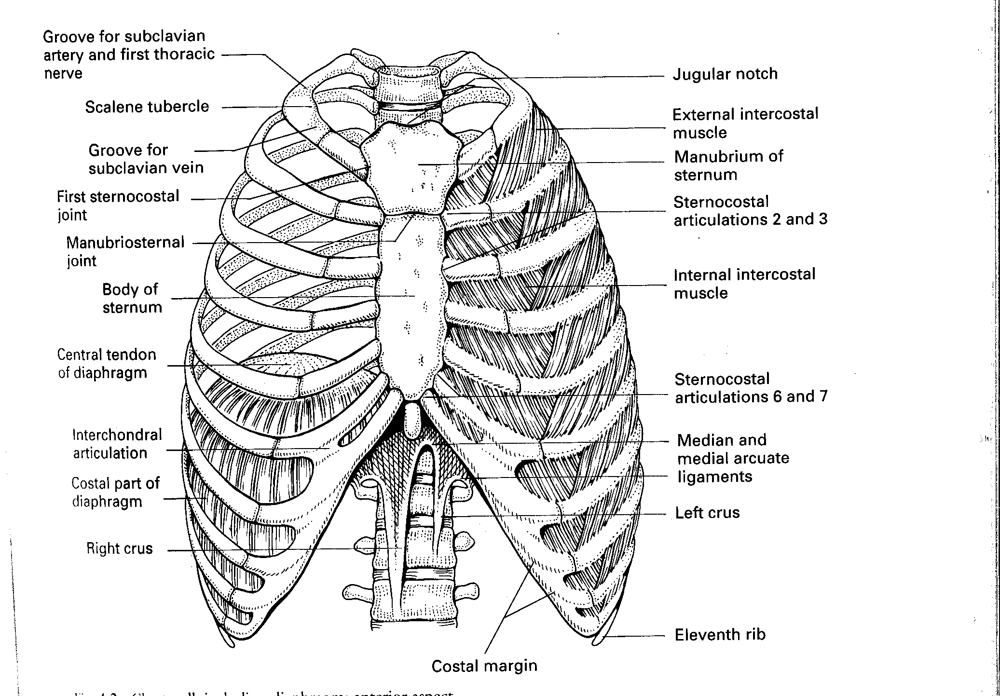 Groove for subclavian
artery and first thoracic
nerve
Scalene tubercle
Groove for
subclavian vein
First sternocostal
joint
Manubriosternal
joint
Body of
sternum
Central tendon
of diaphragm
Interchondral
articulation
Costal part of
diaphragm
Right crus
Jugular notch
External intercostal
muscle
Manubrium of
sternum
Sternocostal
articulations 2 and 3
Internal intercostal
muscle
Sternocostal
articulations 6 and 7
Median and
medial arcuate
ligaments
Left crus
Eleventh rib
Costal margin
anterior aspect